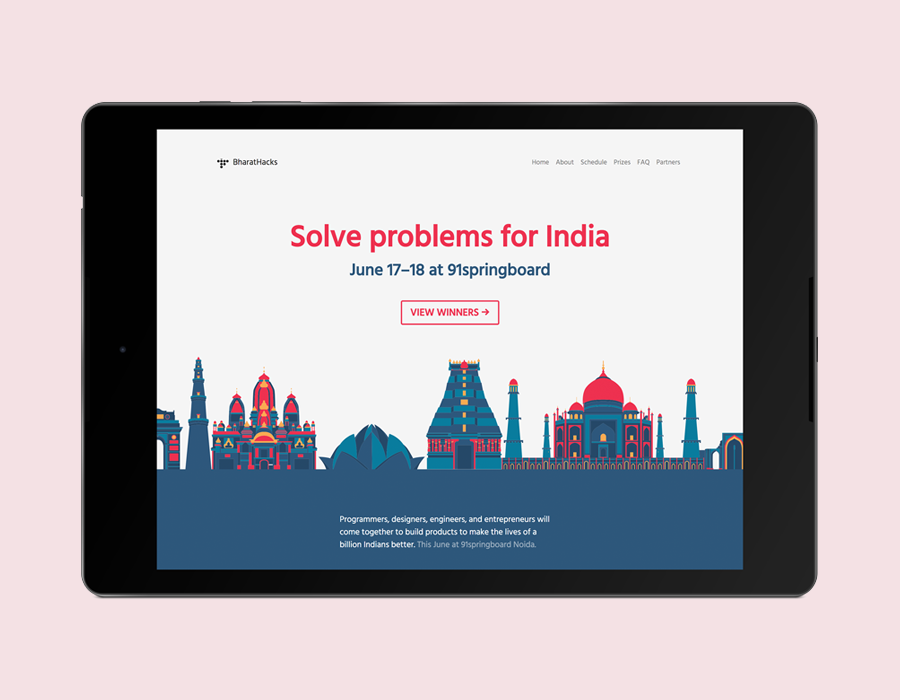 BharatHacks
Home About Schedule Prizes FAQ Partners
Solve problems for India
June 17–18 at 91springboard
VIEW WINNERS →
Programmers, designers, engineers, and entrepreneurs will
come together to build products to make the lives of a
billion Indians better. This June at 91springboard Noida.